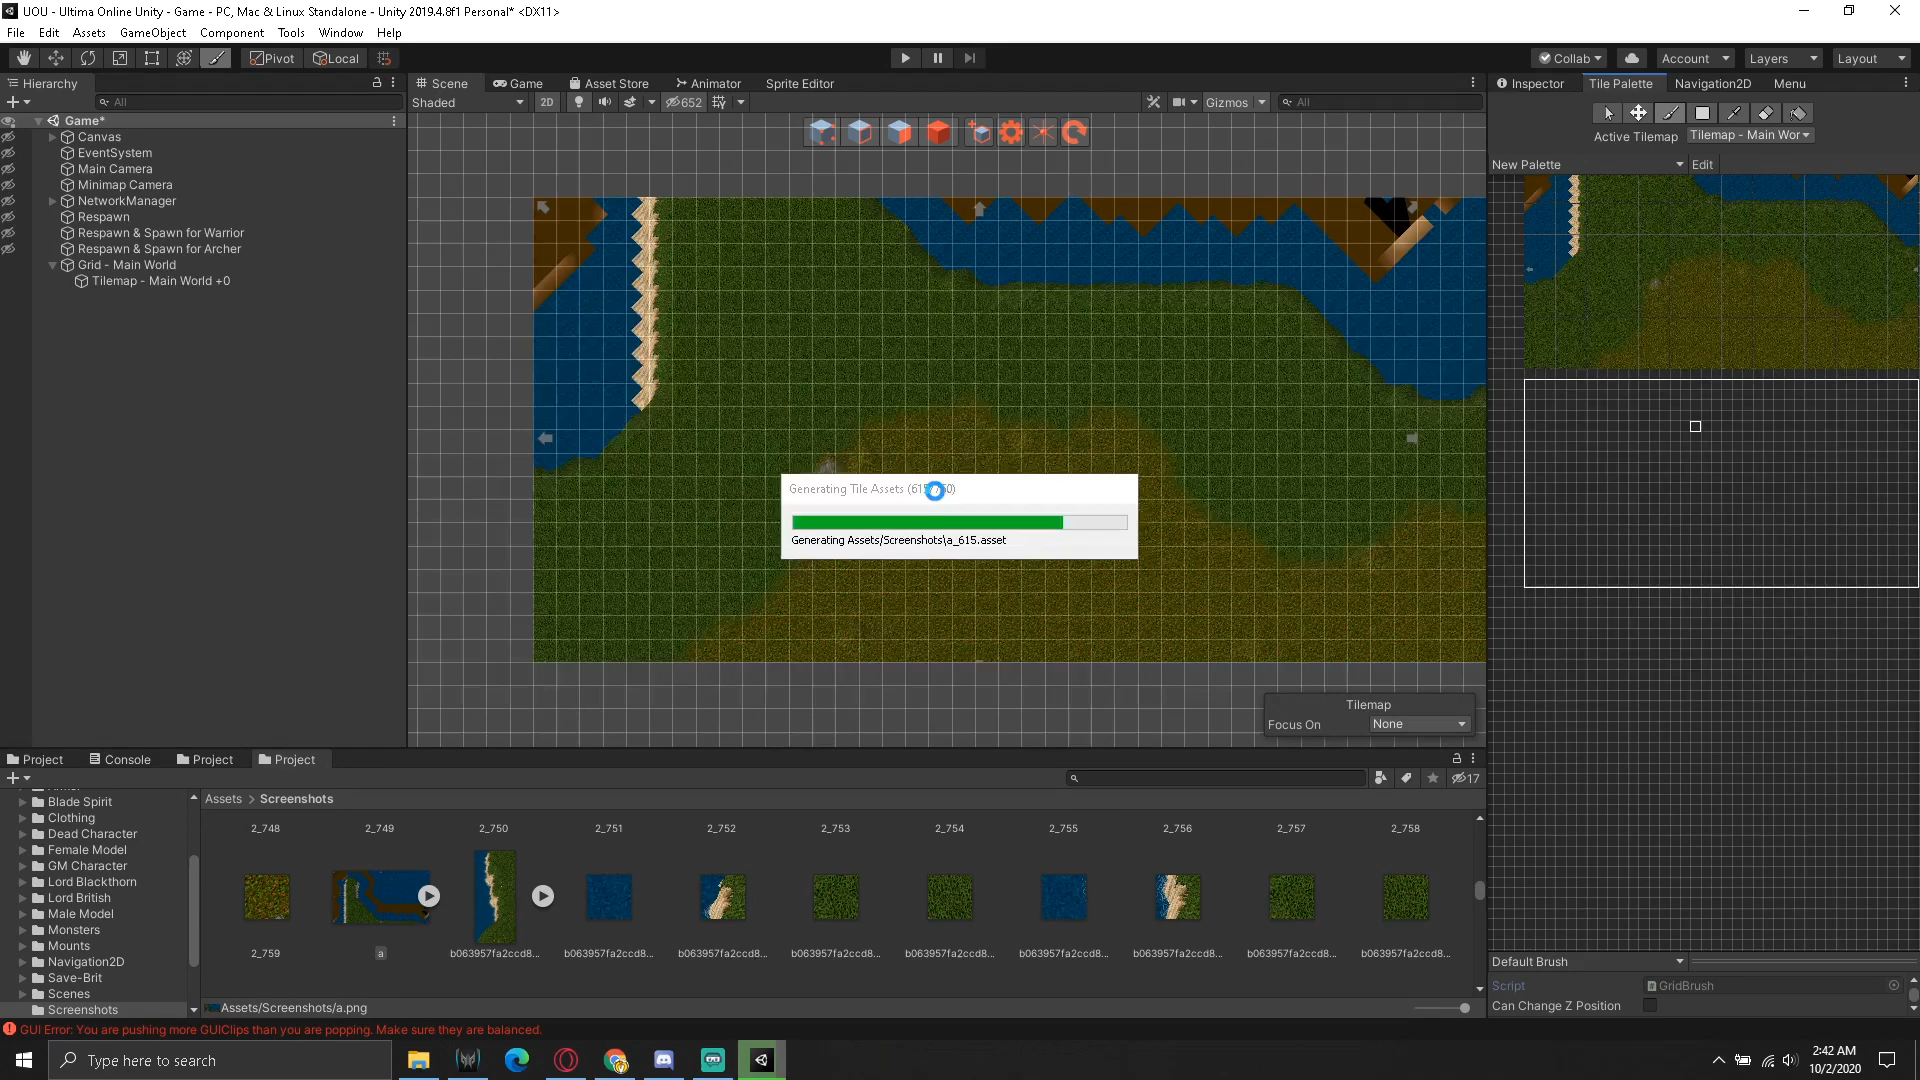 UOU - Ultima Online Unity - Game - PC, Mac & Linux Standalone - Unity 2019.4.8f1 Personal* <DX11>
File Edit Assets GameObject Component Tools Window Help
Pivot Local Collab Account Layers Layout
Hierarchy
All
Game*
Canvas
EventSystem
Main Camera
Minimap Camera
NetworkManager
Respawn
Respawn & Spawn for Warrior
Respawn & Spawn for Archer
Grid - Main World
Tilemap - Main World +0
Scene Game Asset Store Animator Sprite Editor
Shaded 2D 652 Gizmos All
Generating Tile Assets
Generating Assets/Screenshots\a_615.asset
Tilemap
Focus On None
Inspector Tile Palette Navigation2D Menu
Active Tilemap Tilemap - Main Wor
New Palette Edit
Default Brush
Script GridBrush
Can Change Z Position
Project Console Project Project
17
Blade Spirit
Clothing
Dead Character
Female Model
GM Character
Lord Blackthorn
Lord British
Male Model
Monsters
Mounts
Navigation2D
Save-Brit
Scenes
Screenshots
Assets > Screenshots
2_748 2_749 2_750 2_751 2_752 2_753 2_754 2_755 2_756 2_757 2_758
2_759 a b063957fa2ccd8... b063957fa2ccd8... b063957fa2ccd8... b063957fa2ccd8... b063957fa2ccd8... b063957fa2ccd8... b063957fa2ccd8... b063957fa2ccd8... b063957fa2ccd8...
Assets/Screenshots/a.png
GUI Error: You are pushing more GUIClips than you are popping. Make sure they are balanced.
Type here to search
2:42 AM
10/2/2020